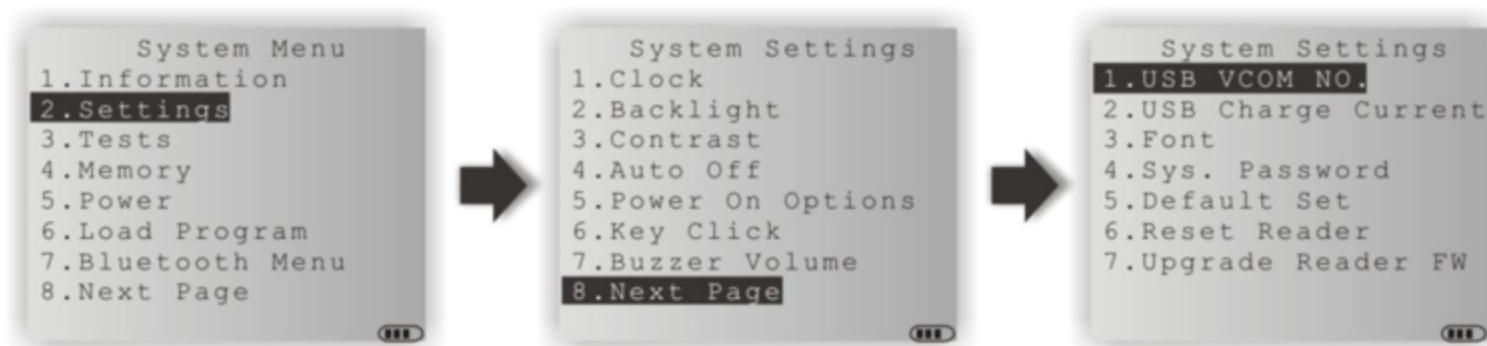 System Menu
1.Information
2.Settings
3.Tests
4.Memory
5.Power
6.Load Program
7.Bluetooth Menu
8.Next Page
System Settings
1.Clock
2.Backlight
3.Contrast
4.Auto Off
5.Power On Options
6.Key Click
7.Buzzer Volume
8.Next Page
System Settings
1.USB VCOM NO.
2.USB Charge Current
3.Font
4.Sys. Password
5.Default Set
6.Reset Reader
7.Upgrade Reader FW